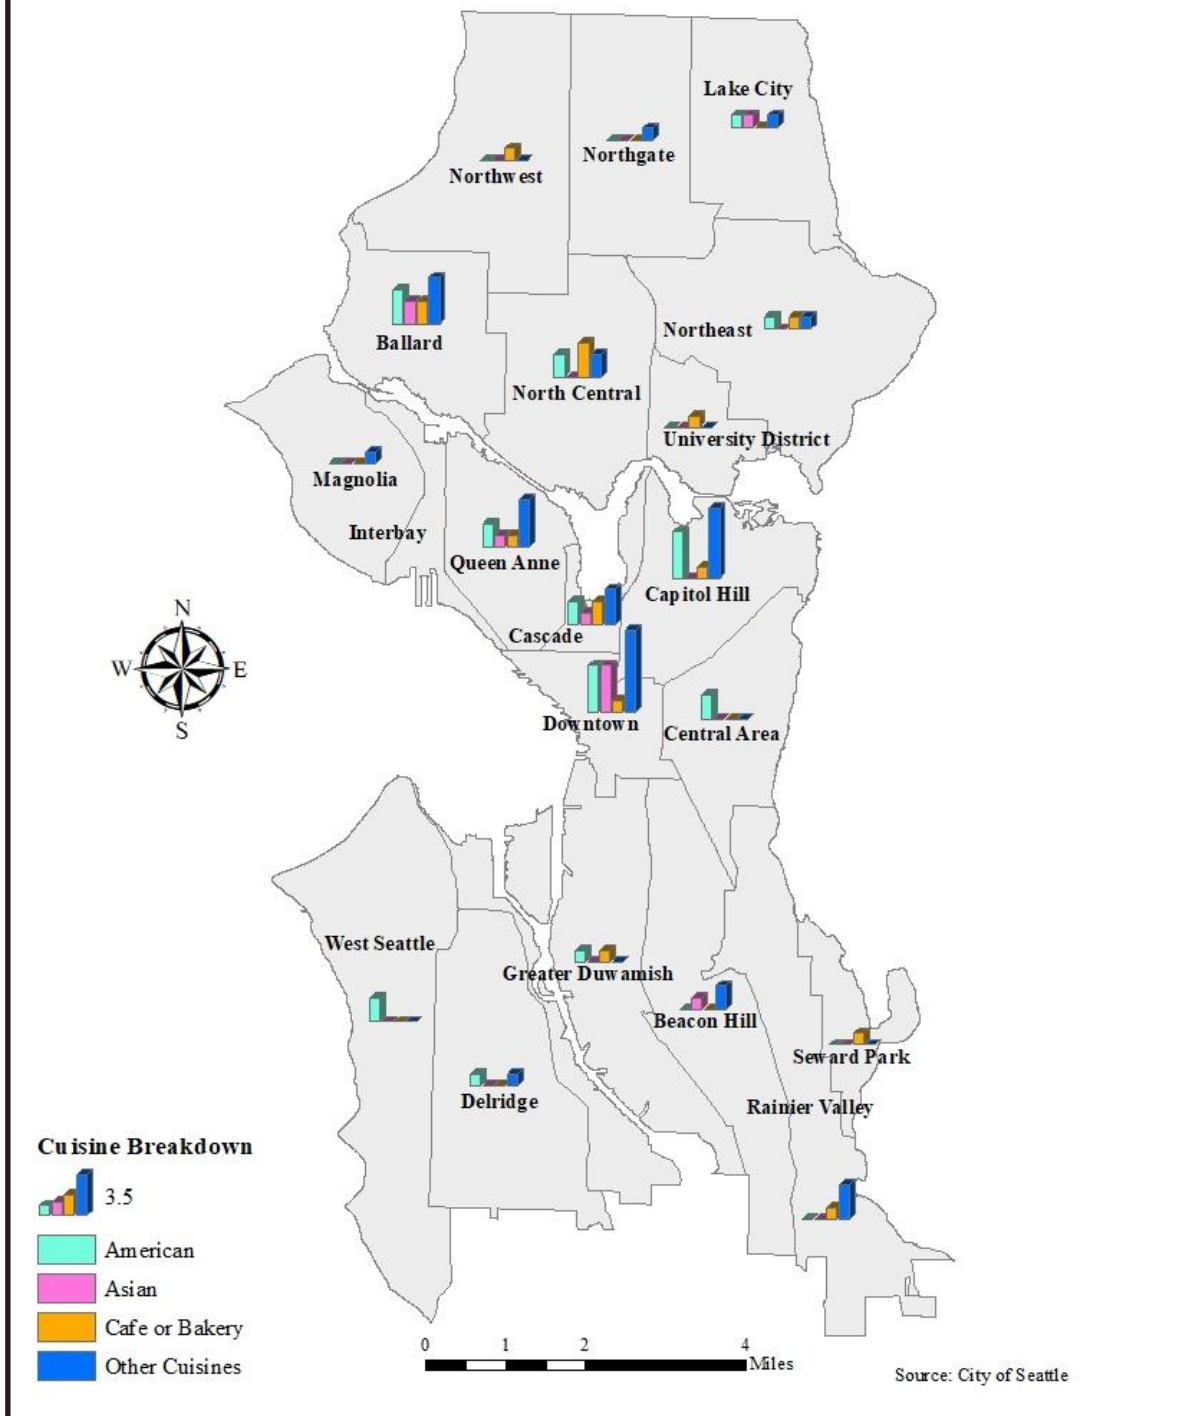 Lake City
Northgate
Northwest
Northeast
Ballard
North Central
University District
Magnolia
Interbay
Queen Anne
Capitol Hill
Cascade
N
W
E
S
Downtown
Central Area
West Seattle
Greater Duwamish
Beacon Hill
Seward Park
Delridge
Rainier Valley
Cuisine Breakdown
3.5
American
Asian
Cafe or Bakery
Other Cuisines
0 1 2 4
Miles
Source: City of Seattle